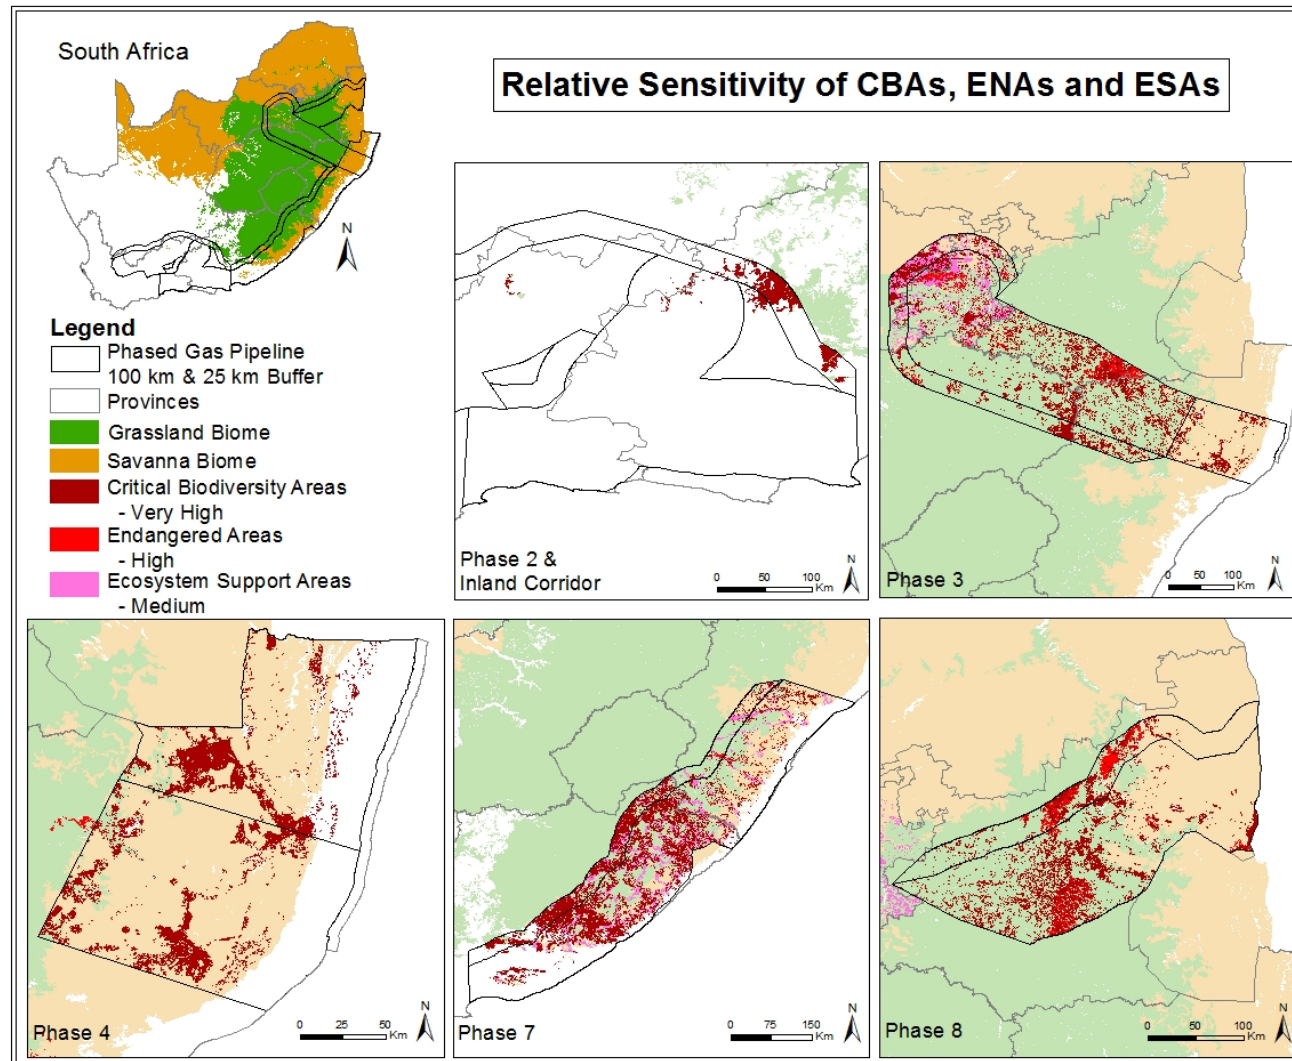 South Africa
Relative Sensitivity of CBAs, ENAs and ESAs
N
Legend
Phased Gas Pipeline
100 km & 25 km Buffer
Provinces
Grassland Biome
Savanna Biome
Critical Biodiversity Areas
- Very High
Endangered Areas
- High
Ecosystem Support Areas
- Medium
Phase 2 &
Inland Corridor
0 50 100
Km
N
Phase 3
0 50 100
Km
N
Phase 4
0 25 50
Km
N
Phase 7
0 75 150
Km
N
Phase 8
0 50 100
Km
N